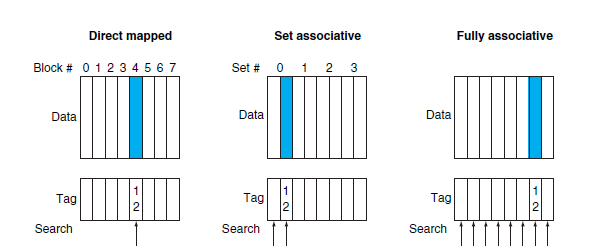 Direct mapped
Set associative
Fully associative
Block # 0 1 2 3 4 5 6 7
Set # 0 1 2 3
Data
Data
Data
Tag
1
2
Tag
1
2
Tag
1
2
Search
Search
Search